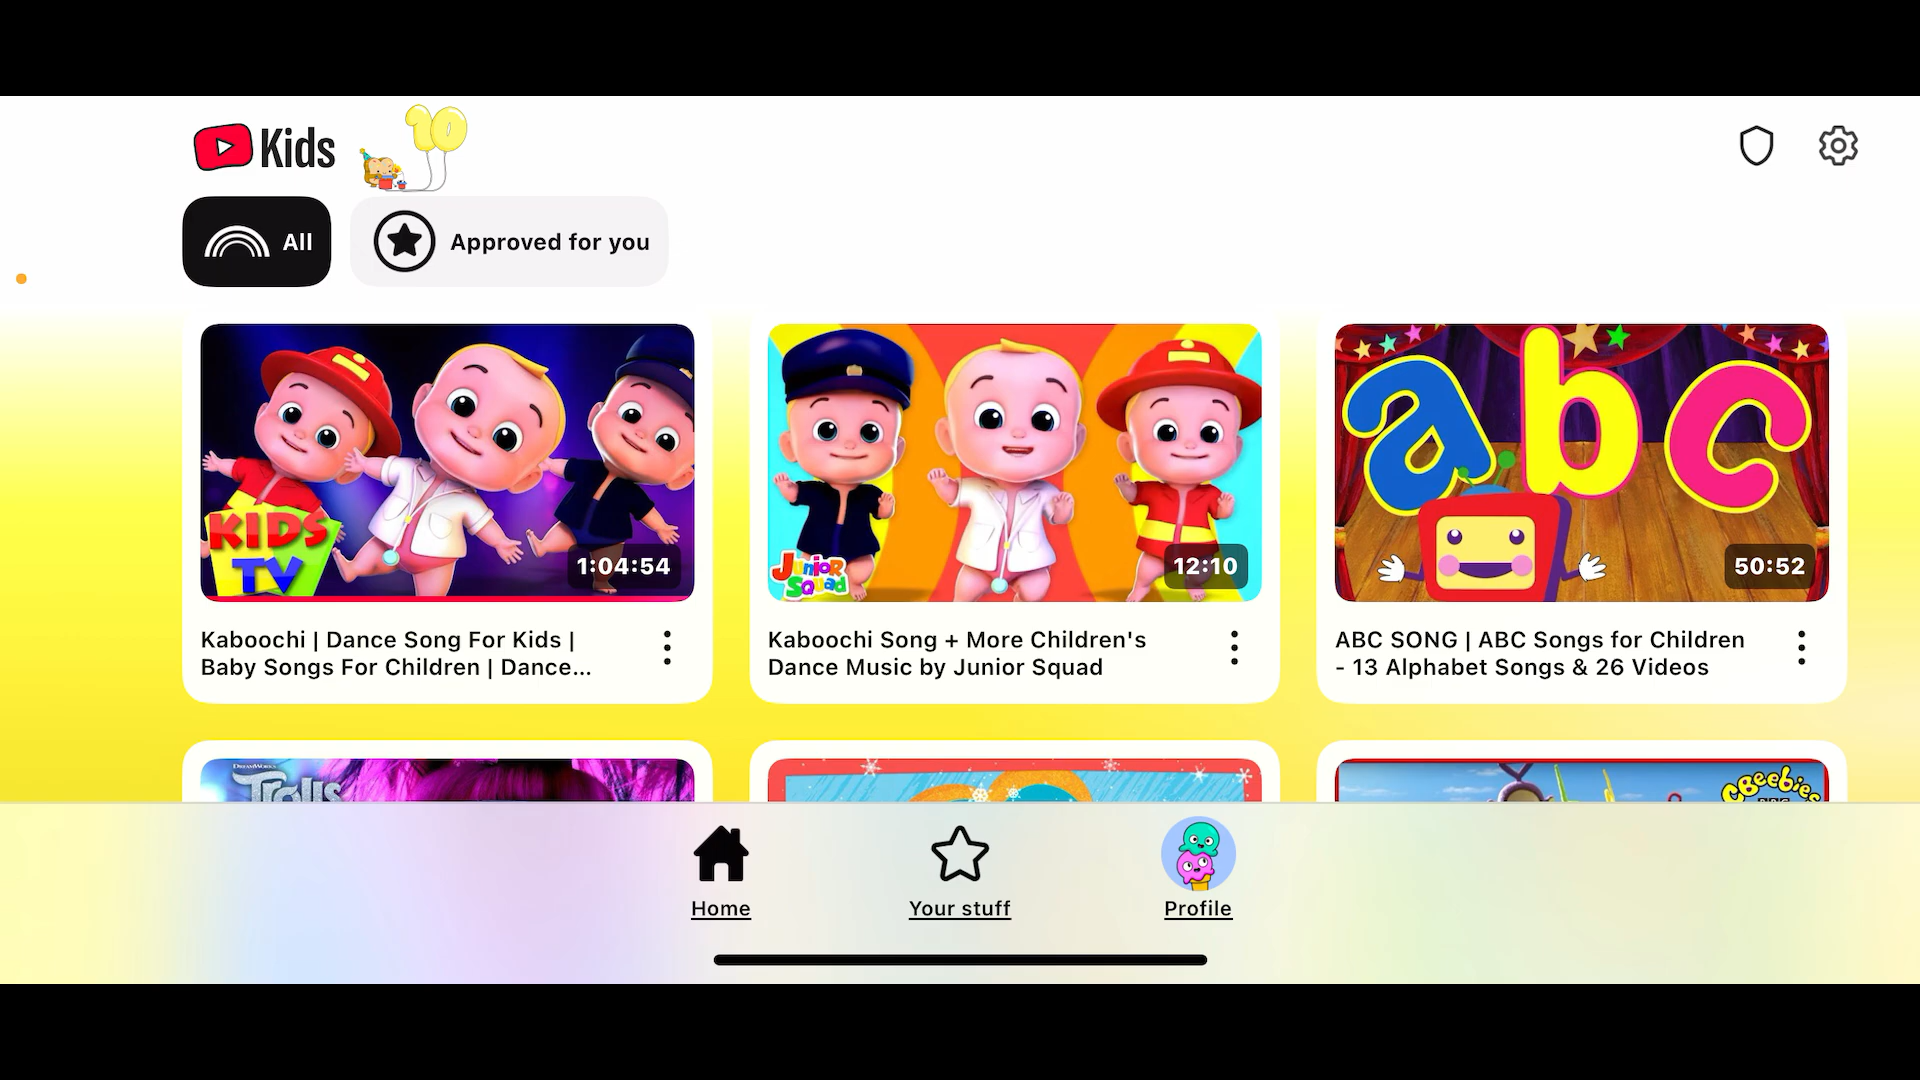 Kids
10
All
Approved for you
KIDS
TV
1:04:54
Junior
Squad
12:10
abc
50:52
Kaboochi | Dance Song For Kids |
Baby Songs For Children | Dance...
Kaboochi Song + More Children's
Dance Music by Junior Squad
ABC SONG | ABC Songs for Children
- 13 Alphabet Songs & 26 Videos
DREAMWORKS
Trolls
CBeebies
Home
Your stuff
Profile